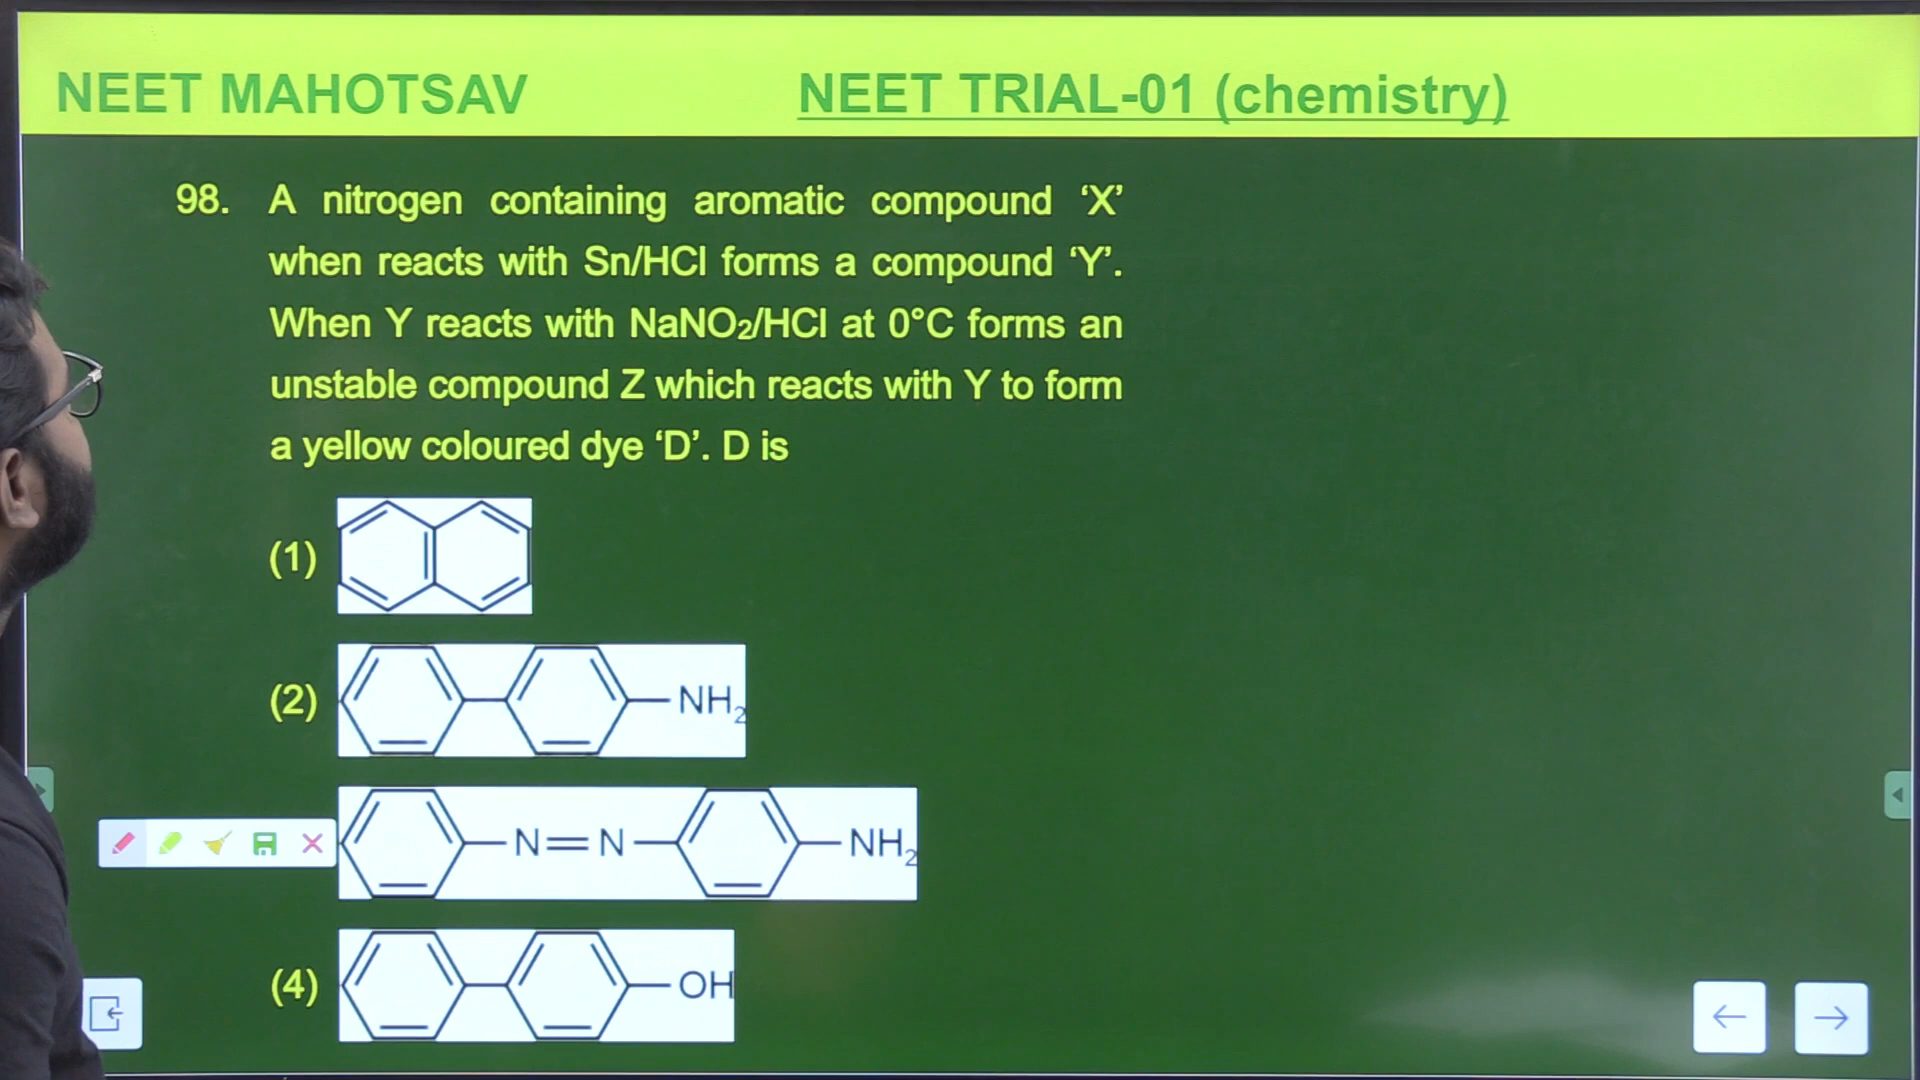 NEET MAHOTSAV NEET TRIAL-01 (chemistry)
98. A nitrogen containing aromatic compound ‘X’
when reacts with Sn/HCl forms a compound ‘Y’.
When Y reacts with NaNO₂/HCl at 0°C forms an
unstable compound Z which reacts with Y to form
a yellow coloured dye ‘D’. D is
(1)
(2) NH₂
N=N NH₂
(4) OH